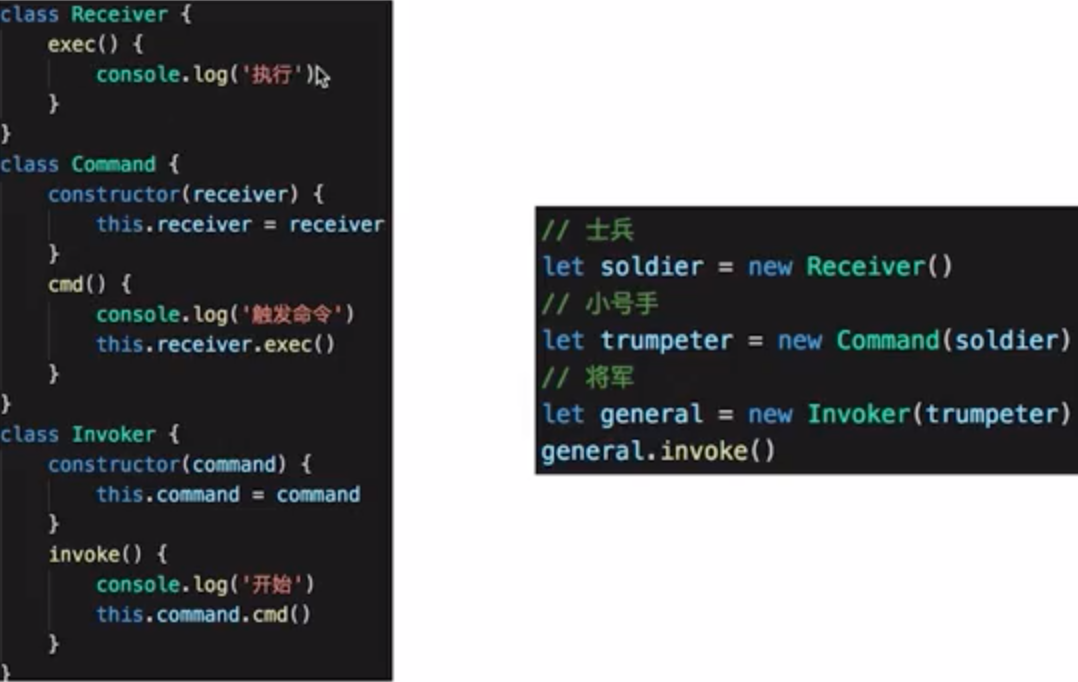 class Receiver {
    exec() {
        console.log('执行')
    }
}
class Command {
    constructor(receiver) {
        this.receiver = receiver
    }
    cmd() {
        console.log('触发命令')
        this.receiver.exec()
    }
}
class Invoker {
    constructor(command) {
        this.command = command
    }
    invoke() {
        console.log('开始')
        this.command.cmd()
    }
}
// 士兵
let soldier = new Receiver()
// 小号手
let trumpeter = new Command(soldier)
// 将军
let general = new Invoker(trumpeter)
general.invoke()